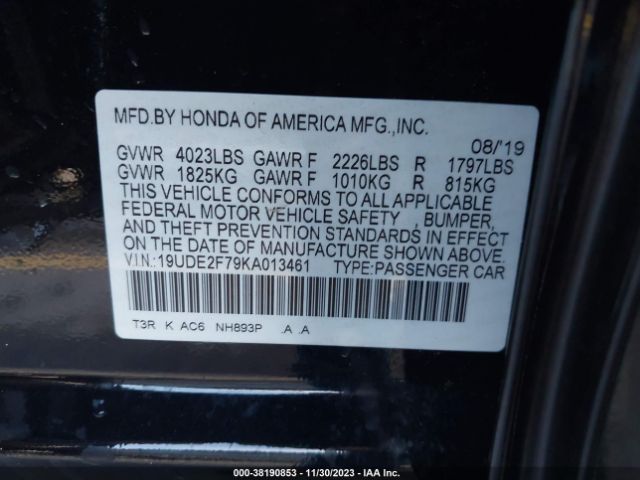 MFD.BY HONDA OF AMERICA MFG.,INC.
08/'19
GVWR 4023LBS GAWR F 2226LBS R 1797LBS
GVWR 1825KG GAWR F 1010KG R 815KG
THIS VEHICLE CONFORMS TO ALL APPLICABLE
FEDERAL MOTOR VEHICLE SAFETY , BUMPER,
AND THEFT PREVENTION STANDARDS IN EFFECT
ON THE DATE OF MANUFACTURE SHOWN ABOVE.
V.I.N.: 19UDE2F79KA013461 TYPE:PASSENGER CAR
T3R K AC6 NH893P .A .A
000-38190853 — 11/30/2023 — IAA Inc.